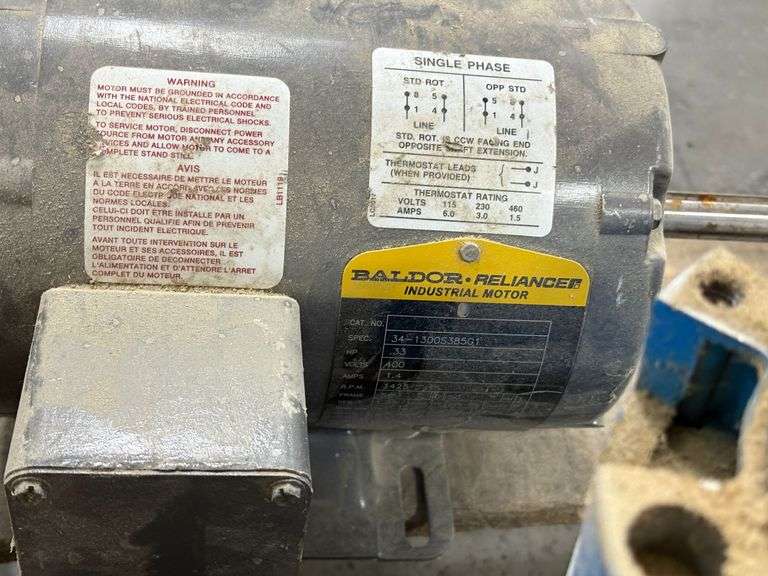 WARNING
MOTOR MUST BE GROUNDED IN ACCORDANCE
WITH THE NATIONAL ELECTRICAL CODE AND
LOCAL CODES, BY TRAINED PERSONNEL
TO PREVENT SERIOUS ELECTRICAL SHOCKS.
TO SERVICE MOTOR, DISCONNECT POWER
SOURCE FROM MOTOR AND ANY ACCESSORY
DEVICES AND ALLOW MOTOR TO COME TO A
COMPLETE STAND STILL.
AVIS
IL EST NECESSAIRE DE METTRE LE MOTEUR
A LA TERRE EN ACCORD AVEC LES NORMES
DU CODE ELECTRIQUE NATIONAL ET LES
NORMES LOCALES.
CELUI-CI DOIT ÊTRE INSTALLE PAR UN
PERSONNEL QUALIFIE AFIN DE PREVENIR
TOUT INCIDENT ELECTRIQUE.
AVANT TOUTE INTERVENTION SUR LE
MOTEUR ET SES ACCESSOIRES, IL EST
OBLIGATOIRE DE DECONNECTER
L'ALIMENTATION ET D'ATTENDRE L'ARRET
COMPLET DU MOTEUR.
LB1119
SINGLE PHASE
STD ROT. OPP STD
8 5 5 8
1 4 1 4
LINE LINE
STD. ROT. IS CCW FACING END
OPPOSITE SHAFT EXTENSION.
THERMOSTAT LEADS J
(WHEN PROVIDED) J
THERMOSTAT RATING
VOLTS 115 230 460
AMPS 6.0 3.0 1.5
BALDOR • RELIANCE
INDUSTRIAL MOTOR
CAT. NO.
SPEC. 34-1300S385G1
HP .33
VOLTS 400
AMPS 1.4
R.P.M. 1425
FRAME